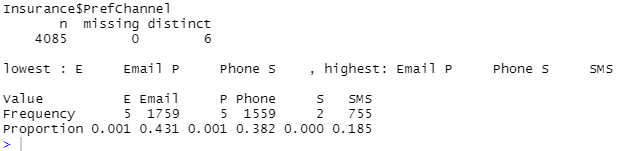 Insurance$PrefChannel
n missing distinct
4085 0 6
lowest : E Email P Phone S , highest: Email P Phone S SMS
Value E Email P Phone S SMS
Frequency 5 1759 5 1559 2 755
Proportion 0.001 0.431 0.001 0.382 0.000 0.185
>